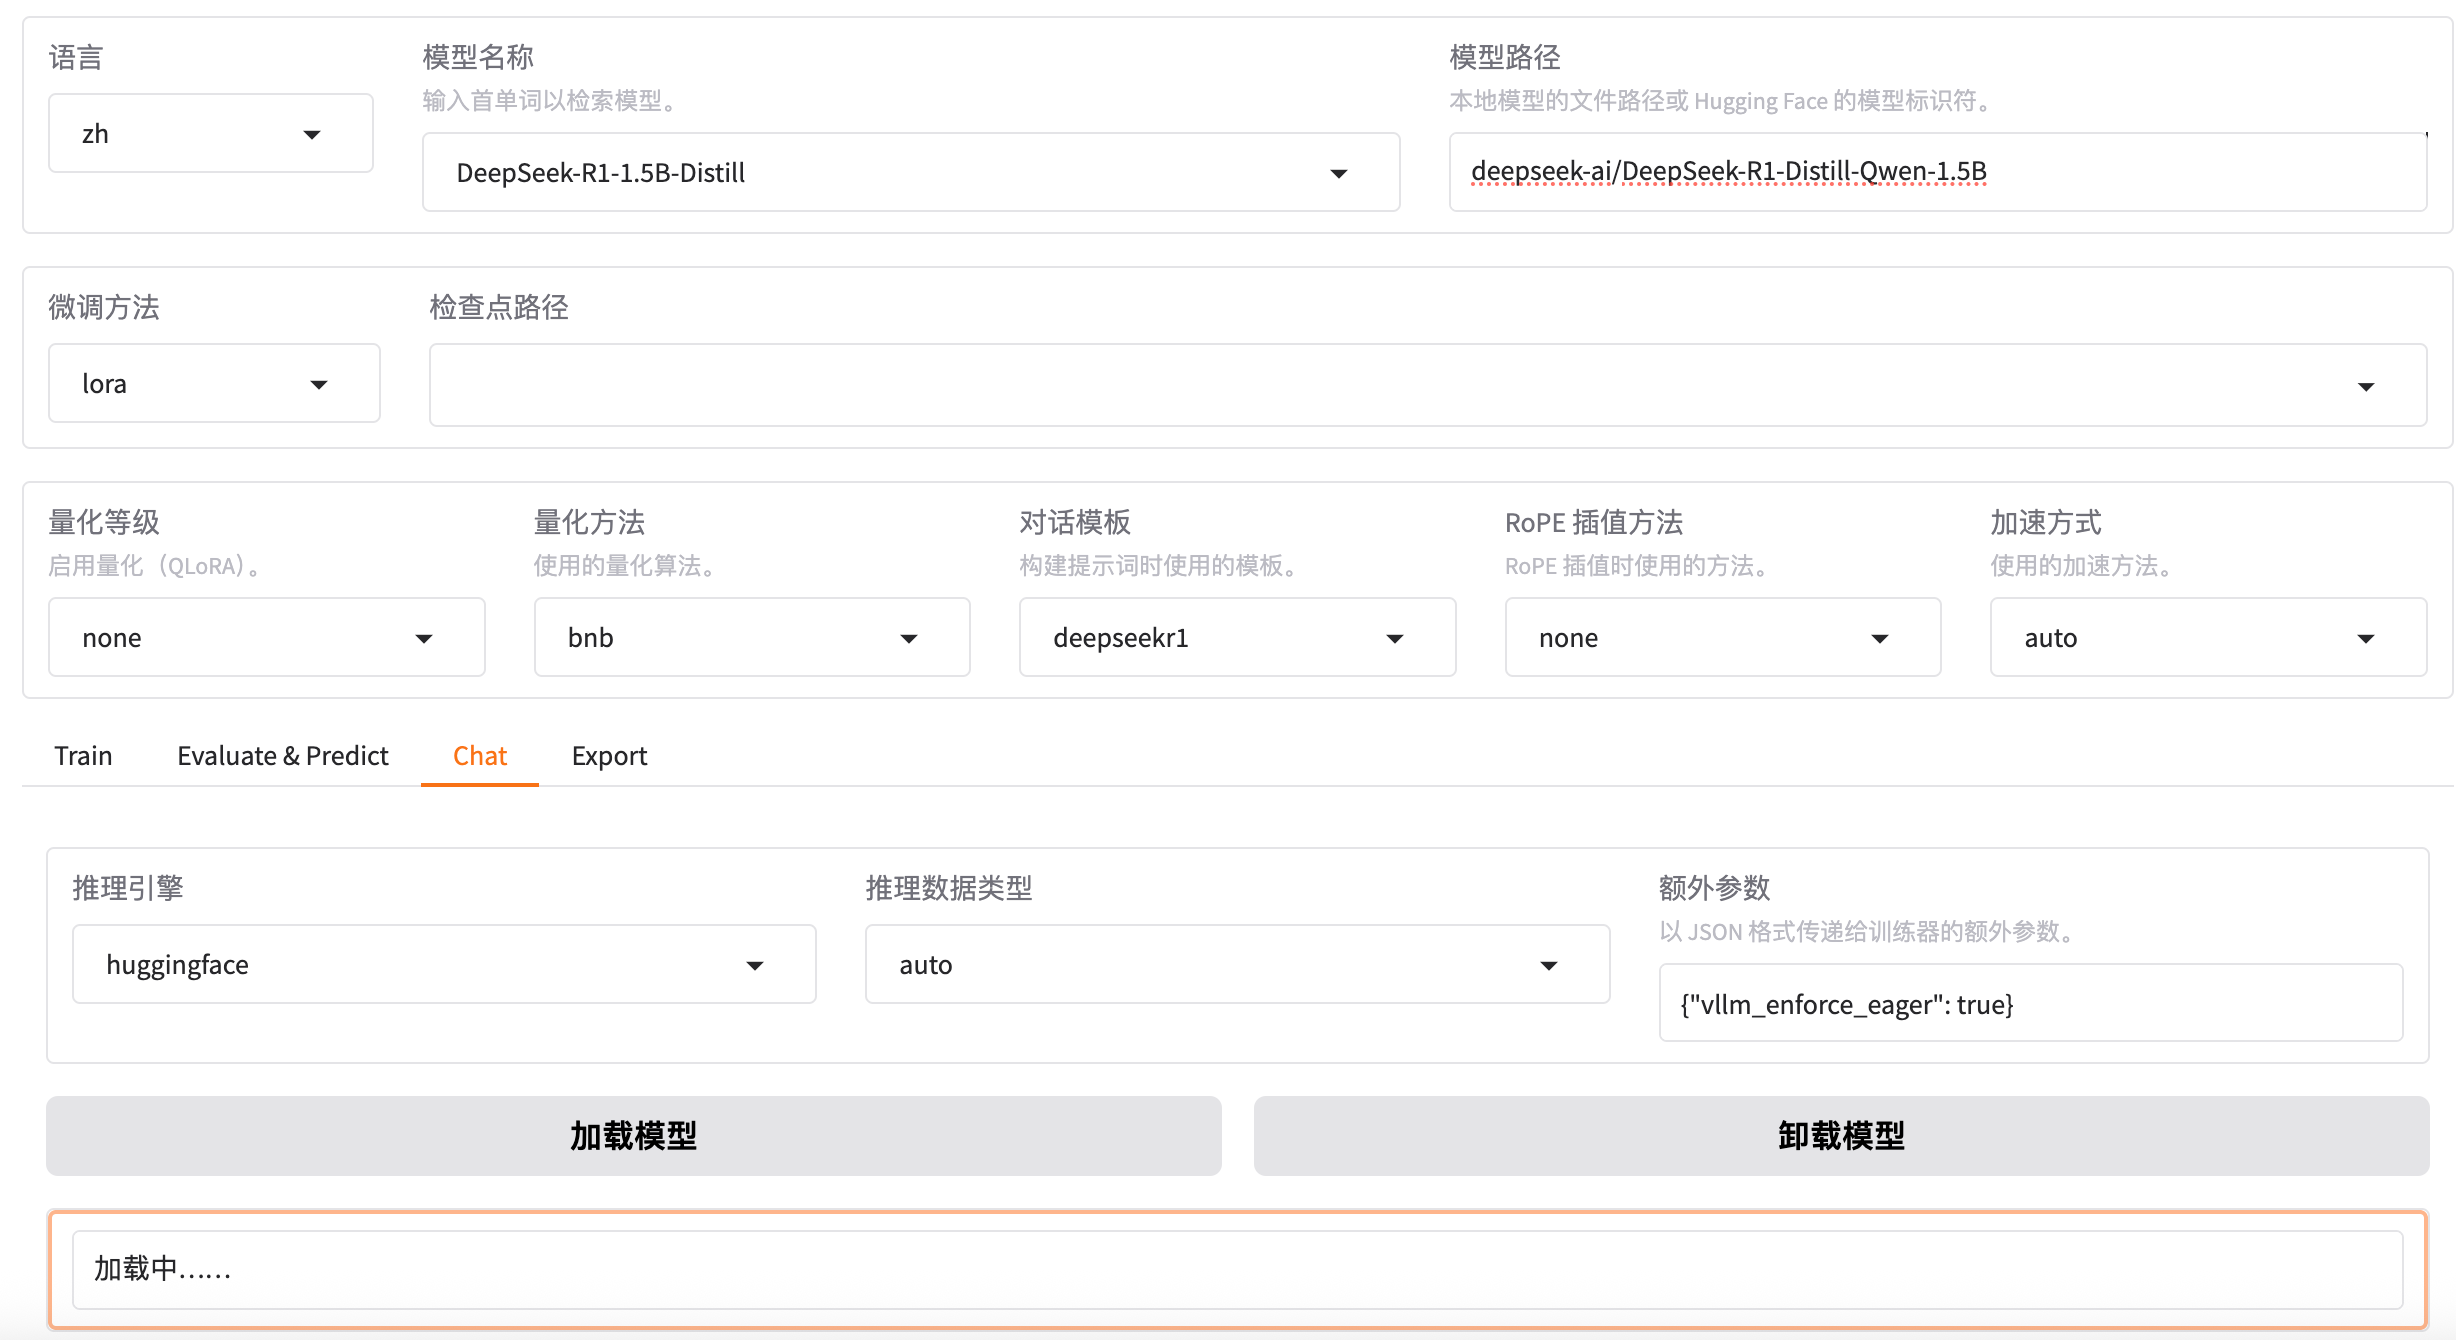 语言
zh
模型名称
输入首单词以检索模型。
DeepSeek-R1-1.5B-Distill
模型路径
本地模型的文件路径或 Hugging Face 的模型标识符。
deepseek-ai/DeepSeek-R1-Distill-Qwen-1.5B
微调方法
lora
检查点路径
量化等级
启用量化（QLoRA）。
none
量化方法
使用的量化算法。
bnb
对话模板
构建提示词时使用的模板。
deepseekr1
RoPE 插值方法
RoPE 插值时使用的方法。
none
加速方式
使用的加速方法。
auto
Train Evaluate & Predict Chat Export
推理引擎
huggingface
推理数据类型
auto
额外参数
以 JSON 格式传递给训练器的额外参数。
{"vllm_enforce_eager": true}
加载模型
卸载模型
加载中……